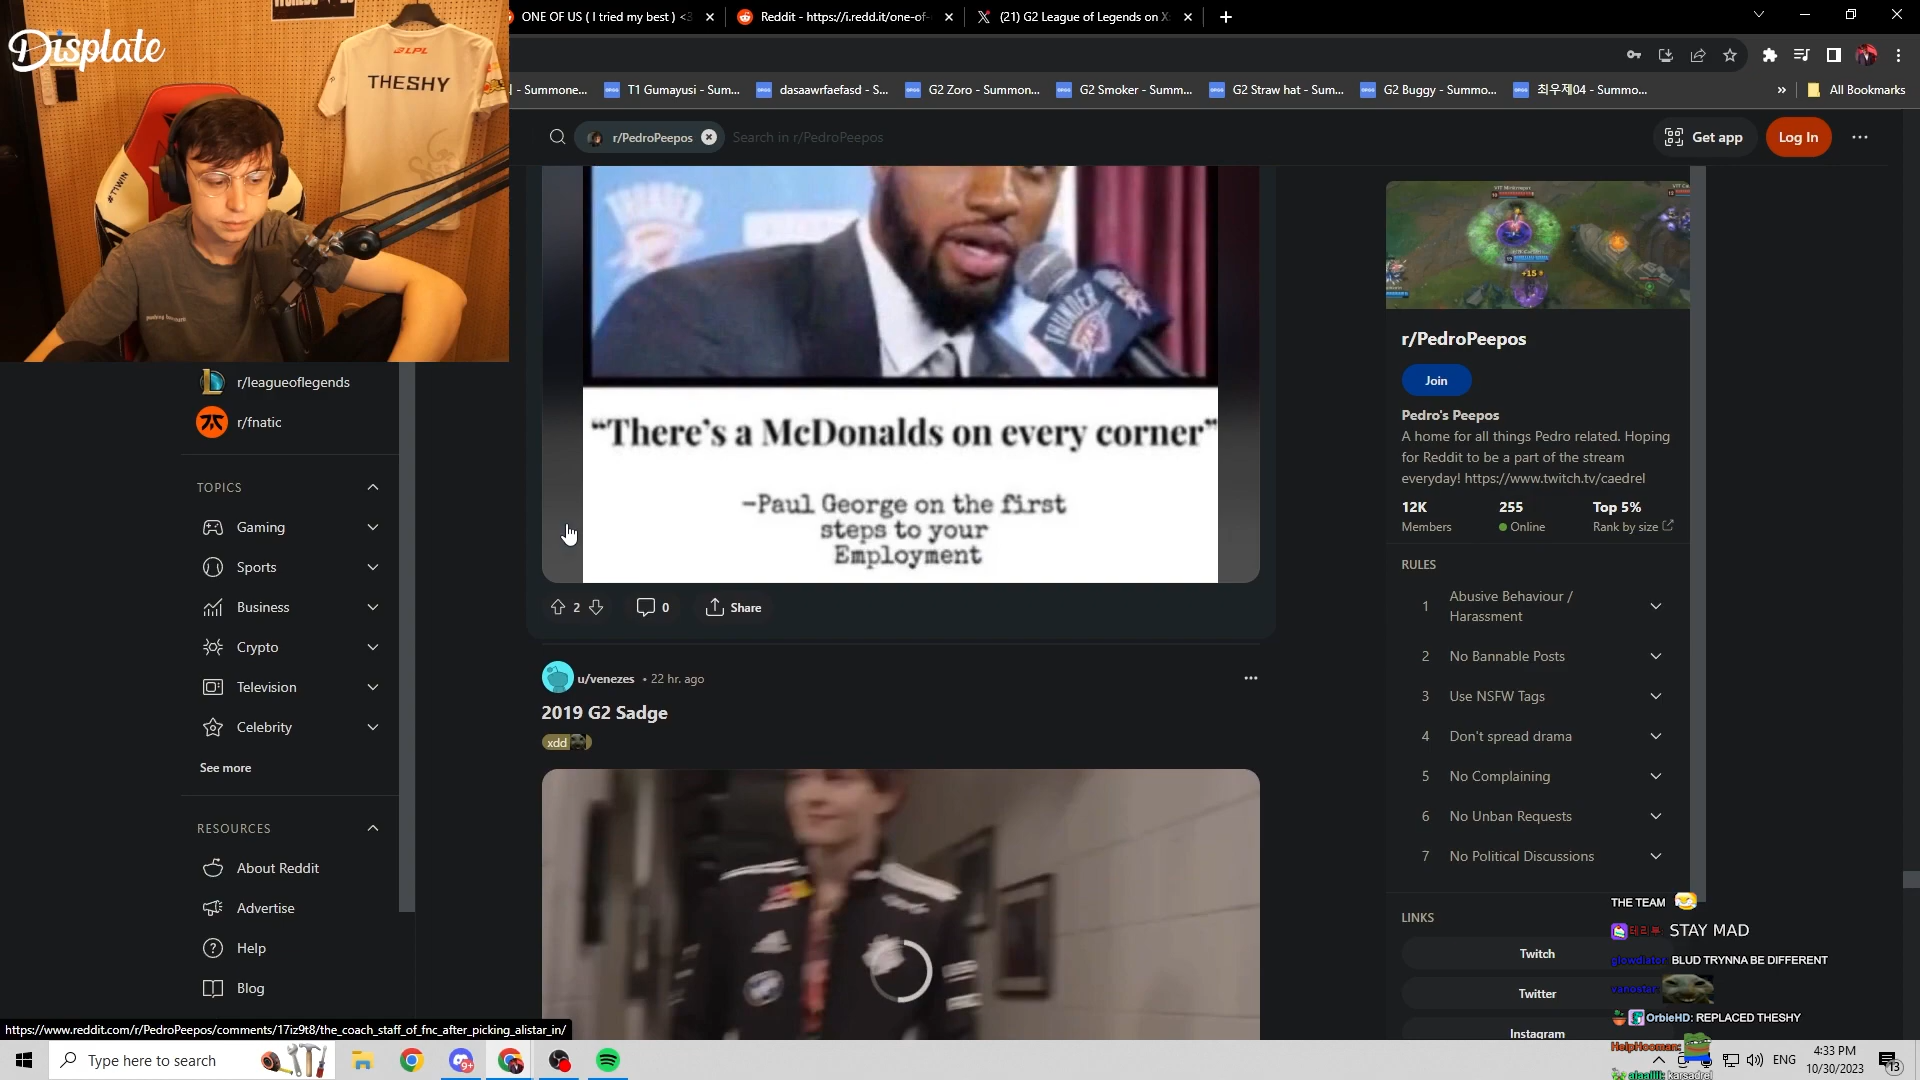 Displate
LPL
THESHY
#T1WIN
ONE OF US ( I tried my best ) <3
Reddit - https://i.redd.it/one-of-
(21) G2 League of Legends on X
- Summone...
T1 Gumayusi - Sum...
dasaawrfaefasd - S...
G2 Zoro - Summon...
G2 Smoker - Summ...
G2 Straw hat - Sum...
G2 Buggy - Summo...
최우제04 - Summo...
»
All Bookmarks
r/PedroPeepos
Search in r/PedroPeepos
Get app
Log In
r/leagueoflegends
r/fnatic
TOPICS
Gaming
Sports
Business
Crypto
Television
Celebrity
See more
RESOURCES
About Reddit
Advertise
Help
Blog
THUNDER
“There’s a McDonalds on every corner”
-Paul George on the first
steps to your
Employment
2
0
Share
u/venezes • 22 hr. ago
2019 G2 Sadge
xdd
+15
r/PedroPeepos
Join
Pedro's Peepos
A home for all things Pedro related. Hoping
for Reddit to be a part of the stream
everyday! https://www.twitch.tv/caedrel
12K
Members
255
Online
Top 5%
Rank by size
RULES
1 Abusive Behaviour /
Harassment
2 No Bannable Posts
3 Use NSFW Tags
4 Don't spread drama
5 No Complaining
6 No Unban Requests
7 No Political Discussions
LINKS
Twitch
Twitter
Instagram
THE TEAM
테리투 STAY MAD
glowdiator: BLUD TRYNNA BE DIFFERENT
OrbieHD: REPLACED THESHY
HelpHooman:
karsadrel
https://www.reddit.com/r/PedroPeepos/comments/17iz9t8/the_coach_staff_of_fnc_after_picking_alistar_in/
Type here to search
9+
ENG
4:33 PM
10/30/2023
13